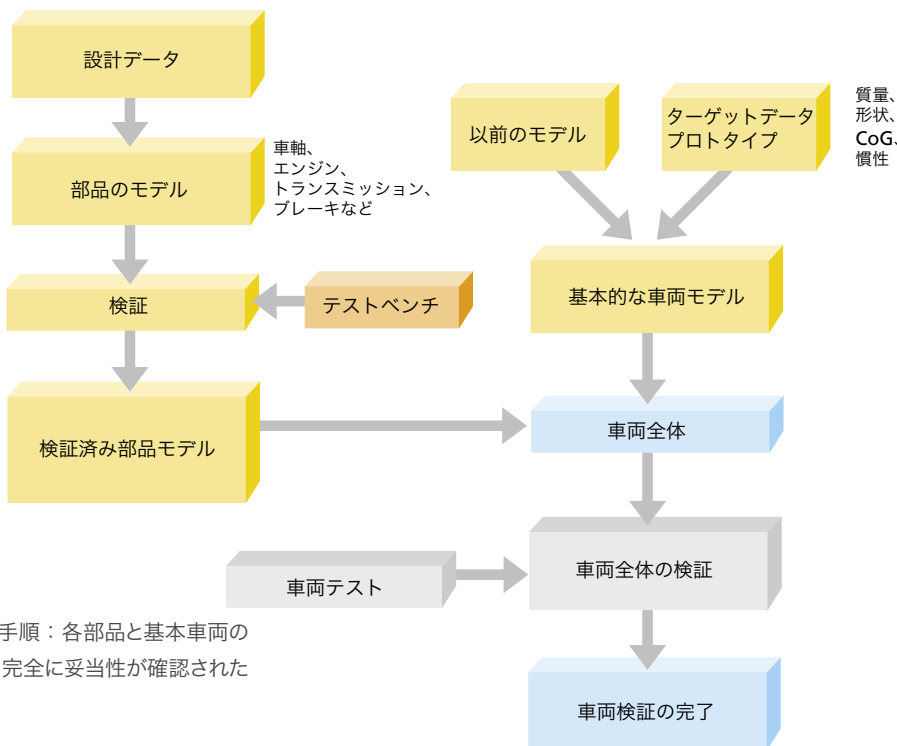 設計データ
部品のモデル
車軸、
エンジン、
トランスミッション、
ブレーキなど
検証
テストベンチ
検証済み部品モデル
以前のモデル
ターゲットデータ
プロトタイプ
質量、
形状、
CoG、
慣性
基本的な車両モデル
車両全体
車両テスト
車両全体の検証
手順：各部品と基本車両の
完全に妥当性が確認された
車両検証の完了